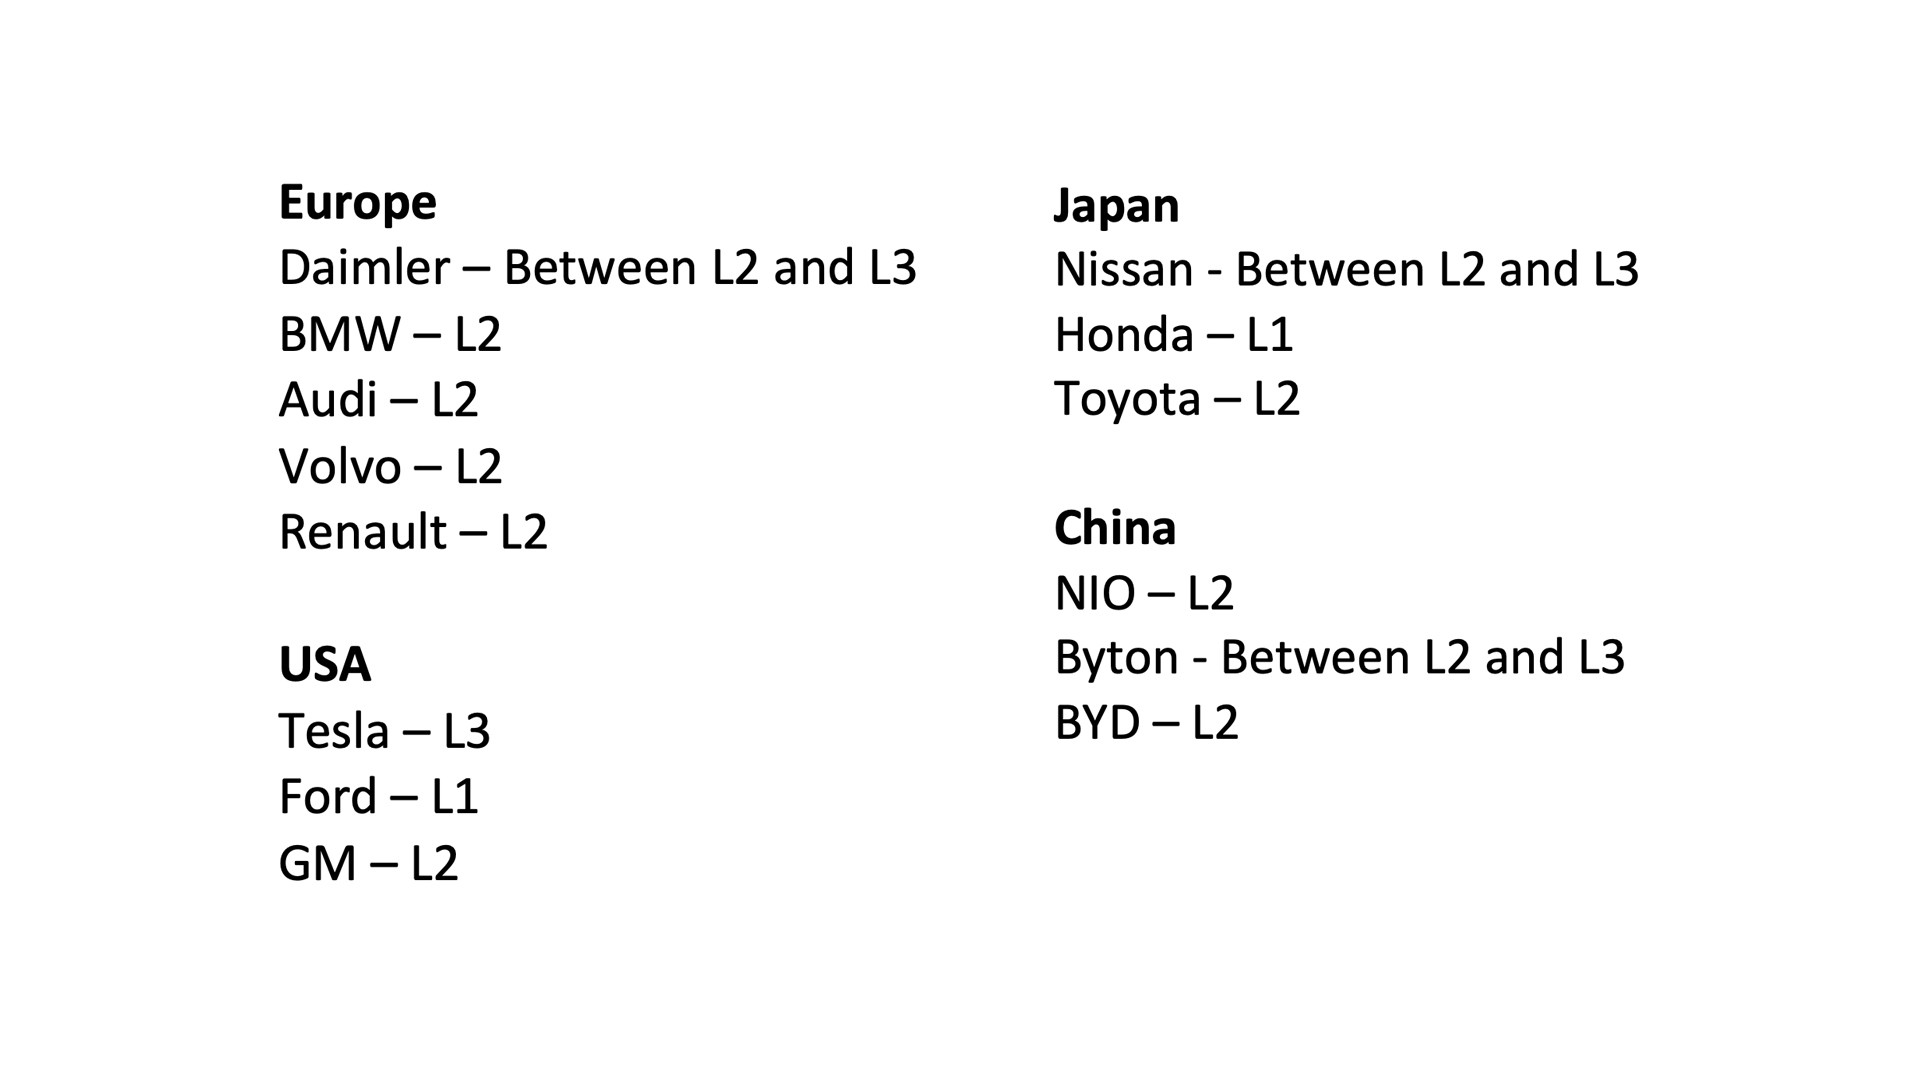 Europe
Daimler – Between L2 and L3
BMW – L2
Audi – L2
Volvo – L2
Renault – L2
USA
Tesla – L3
Ford – L1
GM – L2
Japan
Nissan - Between L2 and L3
Honda – L1
Toyota – L2
China
NIO – L2
Byton - Between L2 and L3
BYD – L2